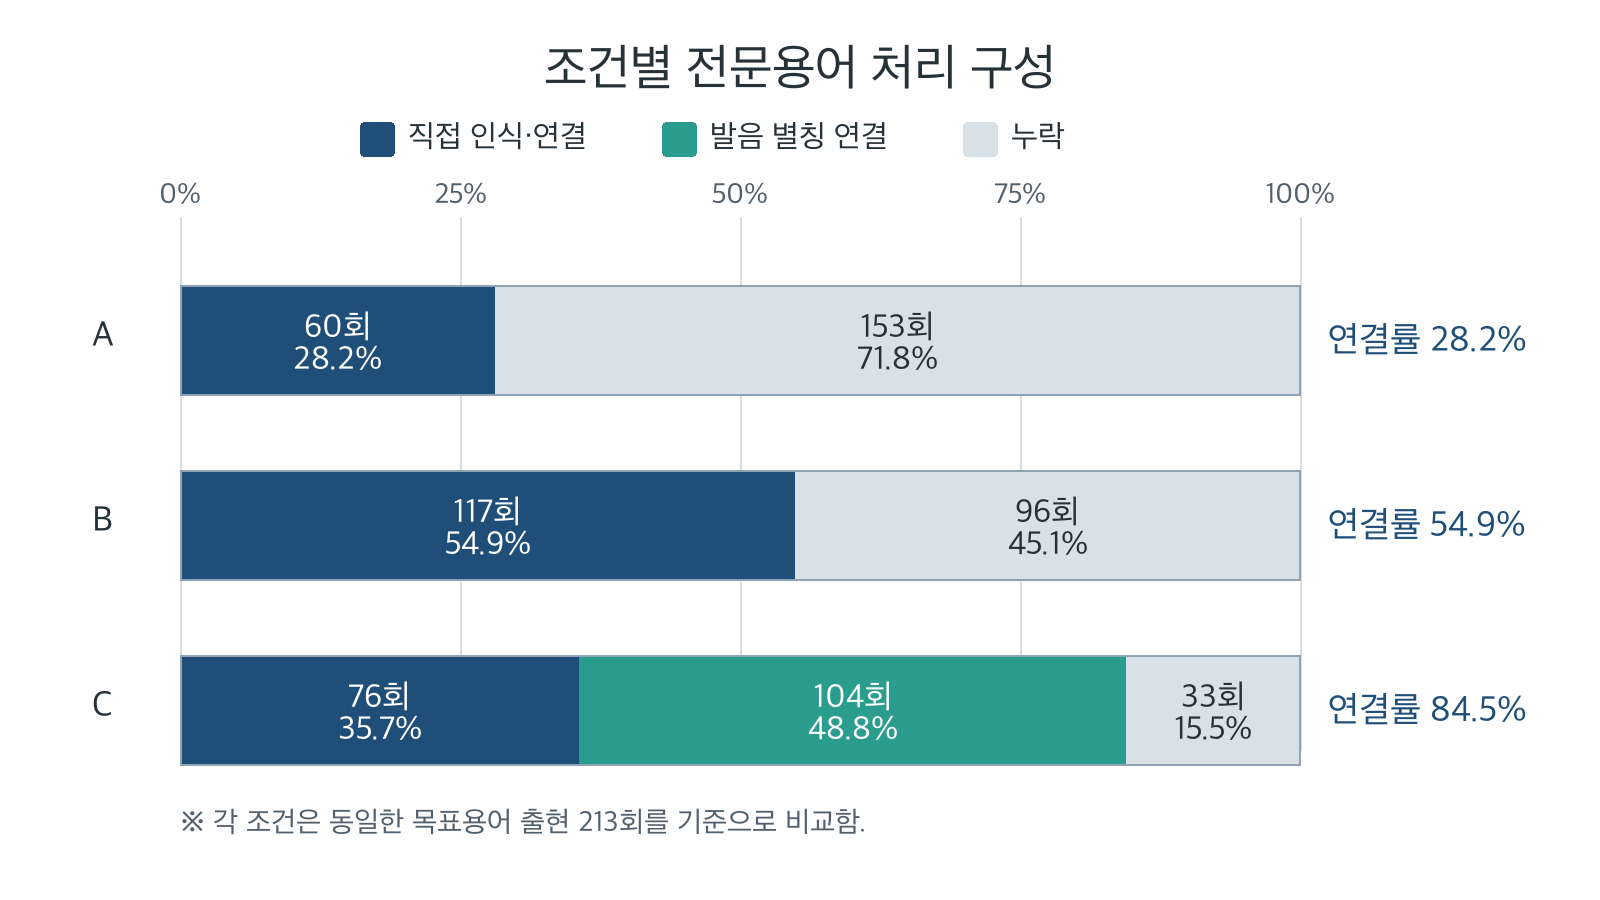 조건별 전문용어 처리 구성
직접 인식·연결 발음 별칭 연결 누락
0% 25% 50% 75% 100%
A 60회 28.2% 153회 71.8% 연결률 28.2%
B 117회 54.9% 96회 45.1% 연결률 54.9%
C 76회 35.7% 104회 48.8% 33회 15.5% 연결률 84.5%
※ 각 조건은 동일한 목표용어 출현 213회를 기준으로 비교함.